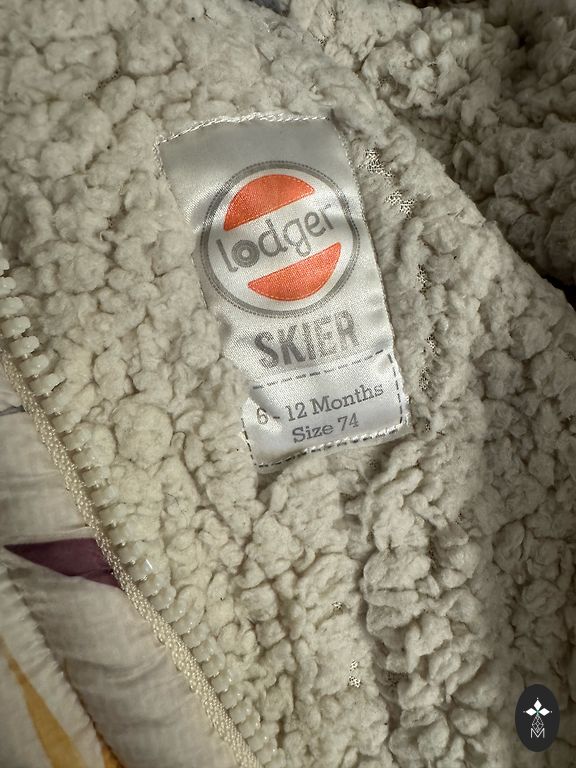 lodger
SKIER
6 - 12 Months
Size 74
M